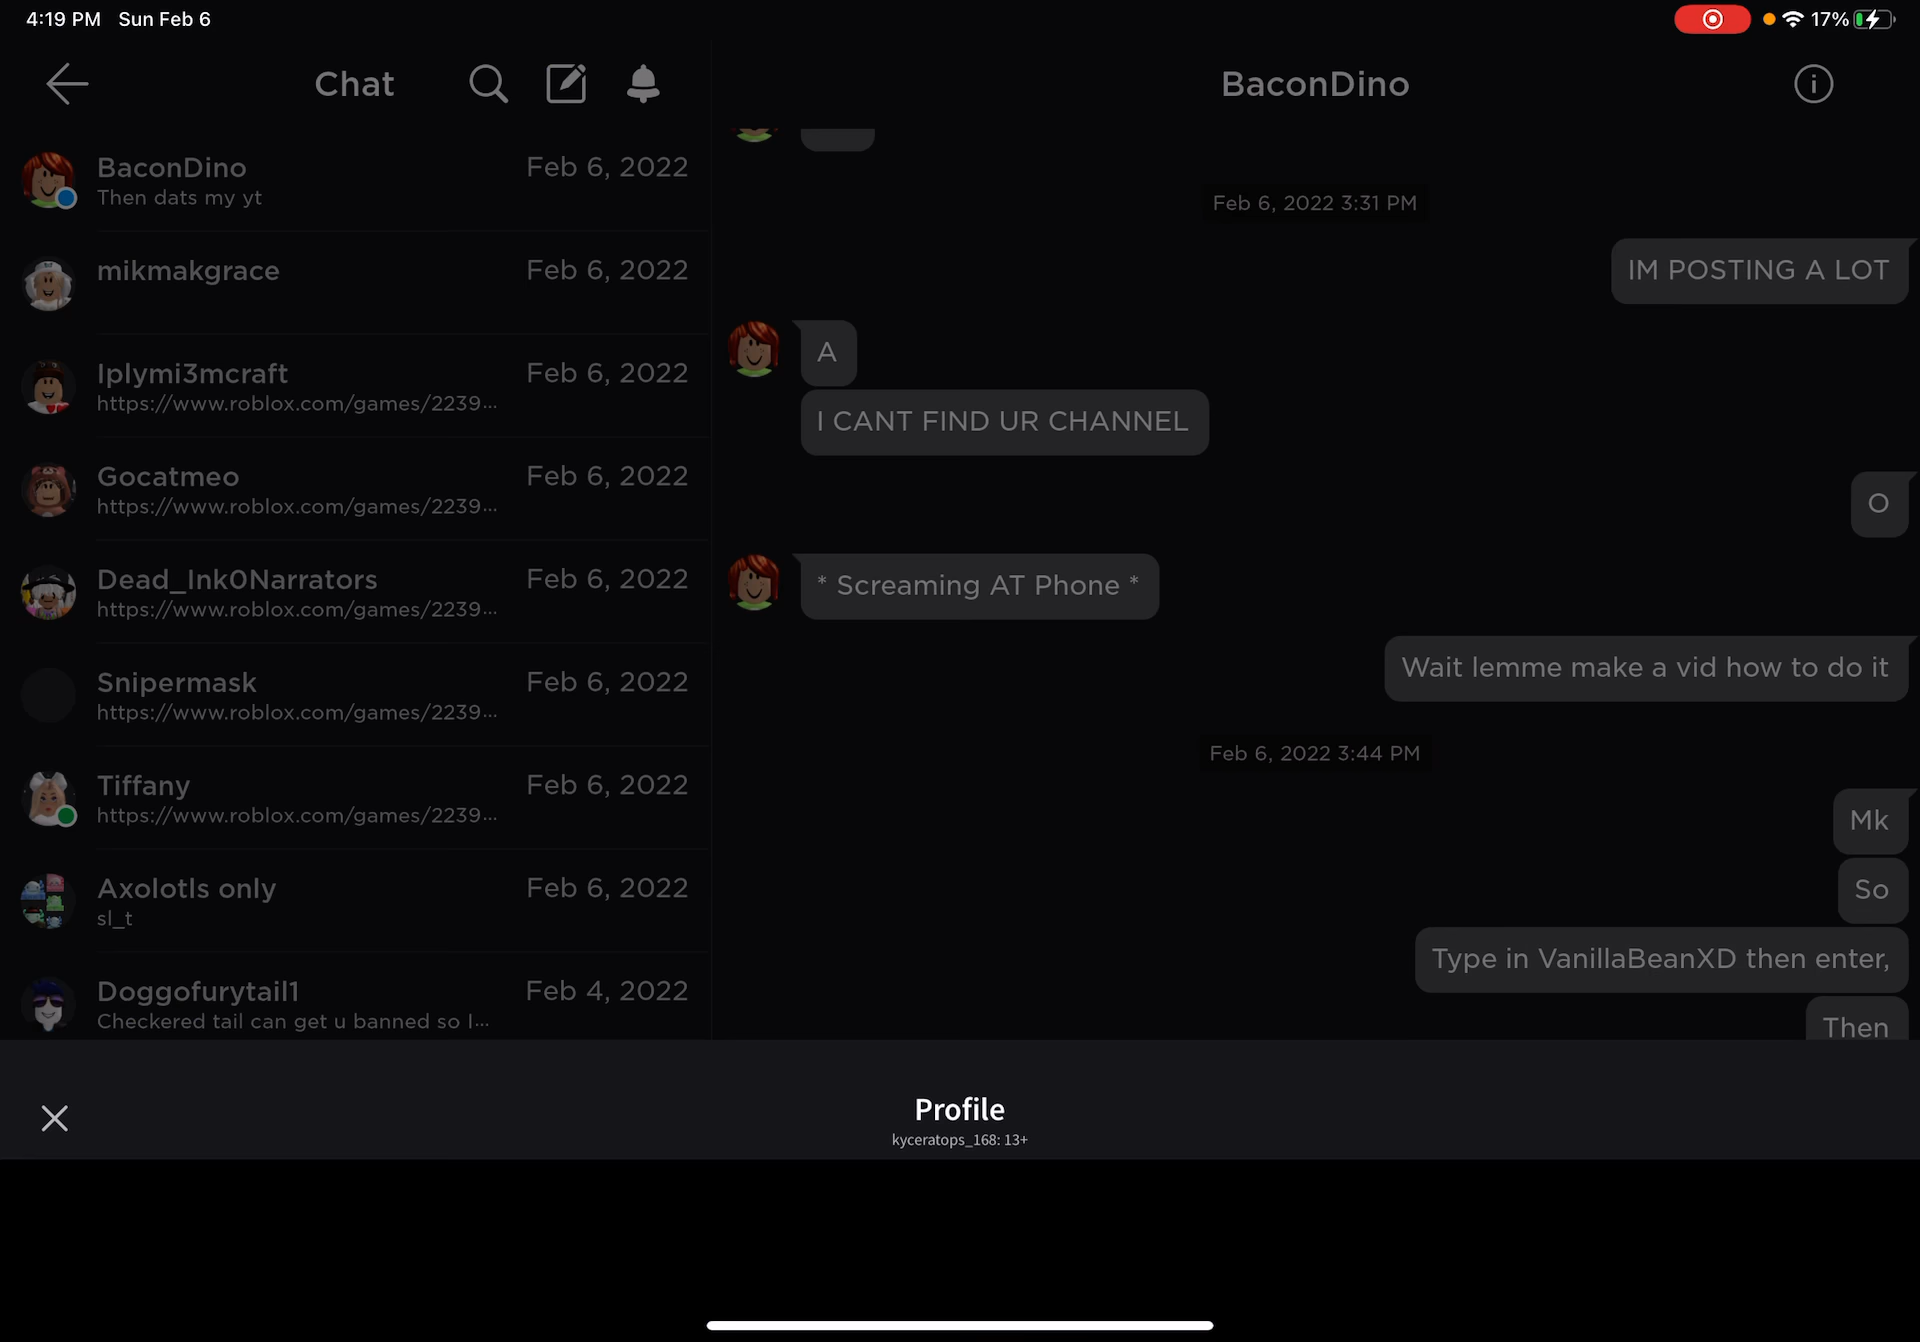 4:19 PM Sun Feb 6
17%
Chat
BaconDino Feb 6, 2022
Then dats my yt
mikmakgrace Feb 6, 2022
Iplymi3mcraft Feb 6, 2022
https://www.roblox.com/games/2239...
Gocatmeo Feb 6, 2022
https://www.roblox.com/games/2239...
Dead_Ink0Narrators Feb 6, 2022
https://www.roblox.com/games/2239...
Snipermask Feb 6, 2022
https://www.roblox.com/games/2239...
Tiffany Feb 6, 2022
https://www.roblox.com/games/2239...
Axolotls only Feb 6, 2022
sl_t
Doggofurytail1 Feb 4, 2022
Checkered tail can get u banned so I...
BaconDino
Feb 6, 2022 3:31 PM
IM POSTING A LOT
A
I CANT FIND UR CHANNEL
O
* Screaming AT Phone *
Wait lemme make a vid how to do it
Feb 6, 2022 3:44 PM
Mk
So
Type in VanillaBeanXD then enter,
Then
Profile
kyceratops_168: 13+